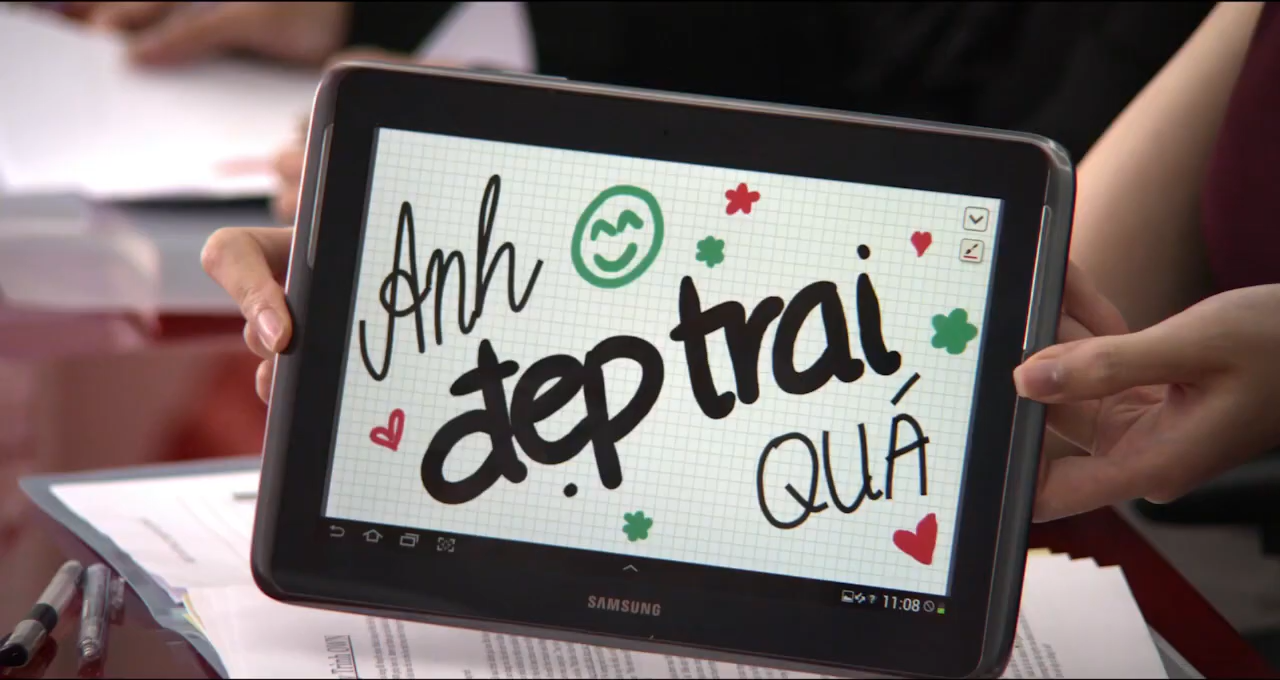 Anh
đẹp trai
QUÁ
SAMSUNG
11:08